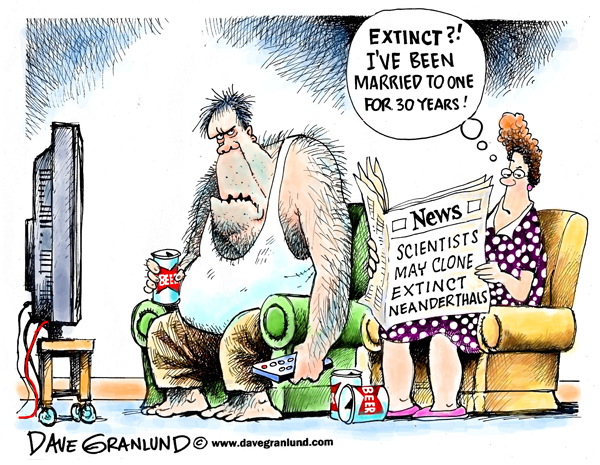 EXTINCT?!
I'VE BEEN
MARRIED TO ONE
FOR 30 YEARS!
News
SCIENTISTS
MAY CLONE
EXTINCT
NEANDERTHALS
BEER
BEER
DAVE GRANLUND © www.davegranlund.com